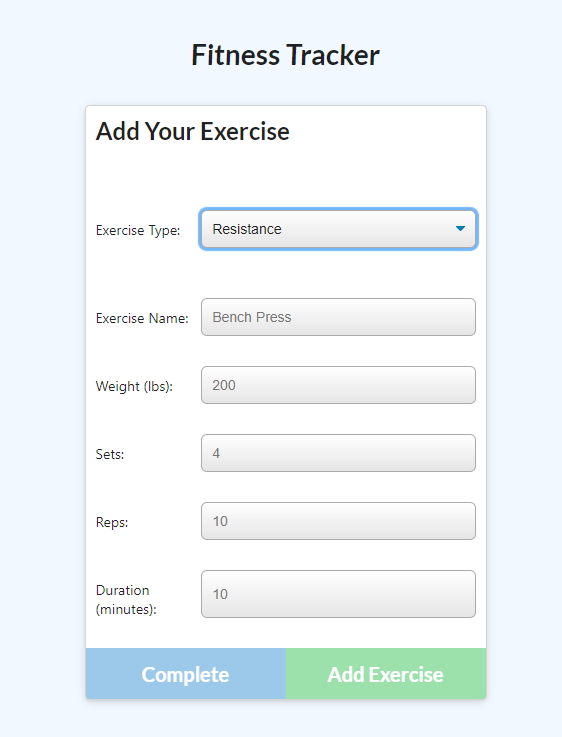 Fitness Tracker
Add Your Exercise
Exercise Type: Resistance
Exercise Name: Bench Press
Weight (lbs): 200
Sets: 4
Reps: 10
Duration
(minutes): 10
Complete Add Exercise